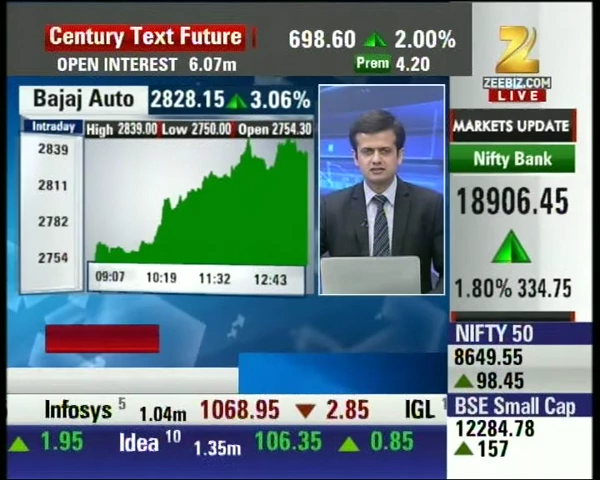 Century Text Future
698.60 2.00%
OPEN INTEREST 6.07m
Prem 4.20
ZEEBIZ.COM
LIVE
Bajaj Auto 2828.15 3.06%
Intraday High 2839.00 Low 2750.00 Open 2754.30
2839
2811
2782
2754
09:07 10:19 11:32 12:43
MARKETS UPDATE
Nifty Bank
18906.45
1.80% 334.75
NIFTY 50
8649.55
98.45
BSE Small Cap
12284.78
157
Infosys 5 1.04m 1068.95 2.85 IGL
1.95 Idea 10 1.35m 106.35 0.85